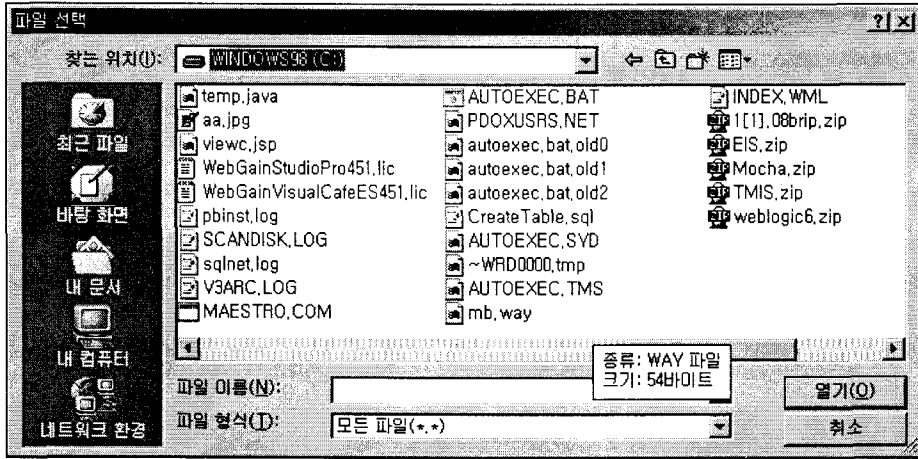 파일 선택
찾는 위치(I):
WINDOWS98 (C:)
최근 파일
바탕 화면
내 문서
내 컴퓨터
네트워크 환경
temp.java
aa.jpg
viewc.jsp
WebGainStudioPro451.lic
WebGainVisualCafeES451.lic
pbinst.log
SCANDISK.LOG
sqlnet.log
V3ARC.LOG
MAESTRO.COM
AUTOEXEC.BAT
PDOXUSRS.NET
autoexec.bat.old0
autoexec.bat.old1
autoexec.bat.old2
CreateTable.sql
AUTOEXEC.SYD
~WRD0000.tmp
AUTOEXEC.TMS
mb.way
INDEX.WML
1[1].08brip.zip
EIS.zip
Mocha.zip
TMIS.zip
weblogic6.zip
종류: WAY 파일
크기: 54바이트
파일 이름(N):
열기(O)
파일 형식(T):
모든 파일(*.*)
취소